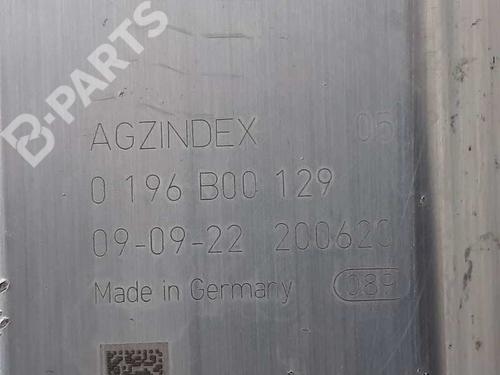 B-PARTS
AGZINDEX 05
0 196 B00 129
09-09-22 200620
Made in Germany 089